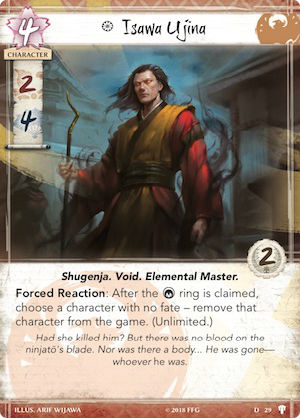 4
Isawa Ujina
CHARACTER
2
4
2
Shugenja. Void. Elemental Master.
Forced Reaction: After the ring is claimed,
choose a character with no fate – remove that
character from the game. (Unlimited.)
Had she killed him? But there was no blood on the
ninjatō's blade. Nor was there a body... He was gone—
whoever he was.
ILLUS. ARIF WIJAYA
© 2018 FFG
D 29